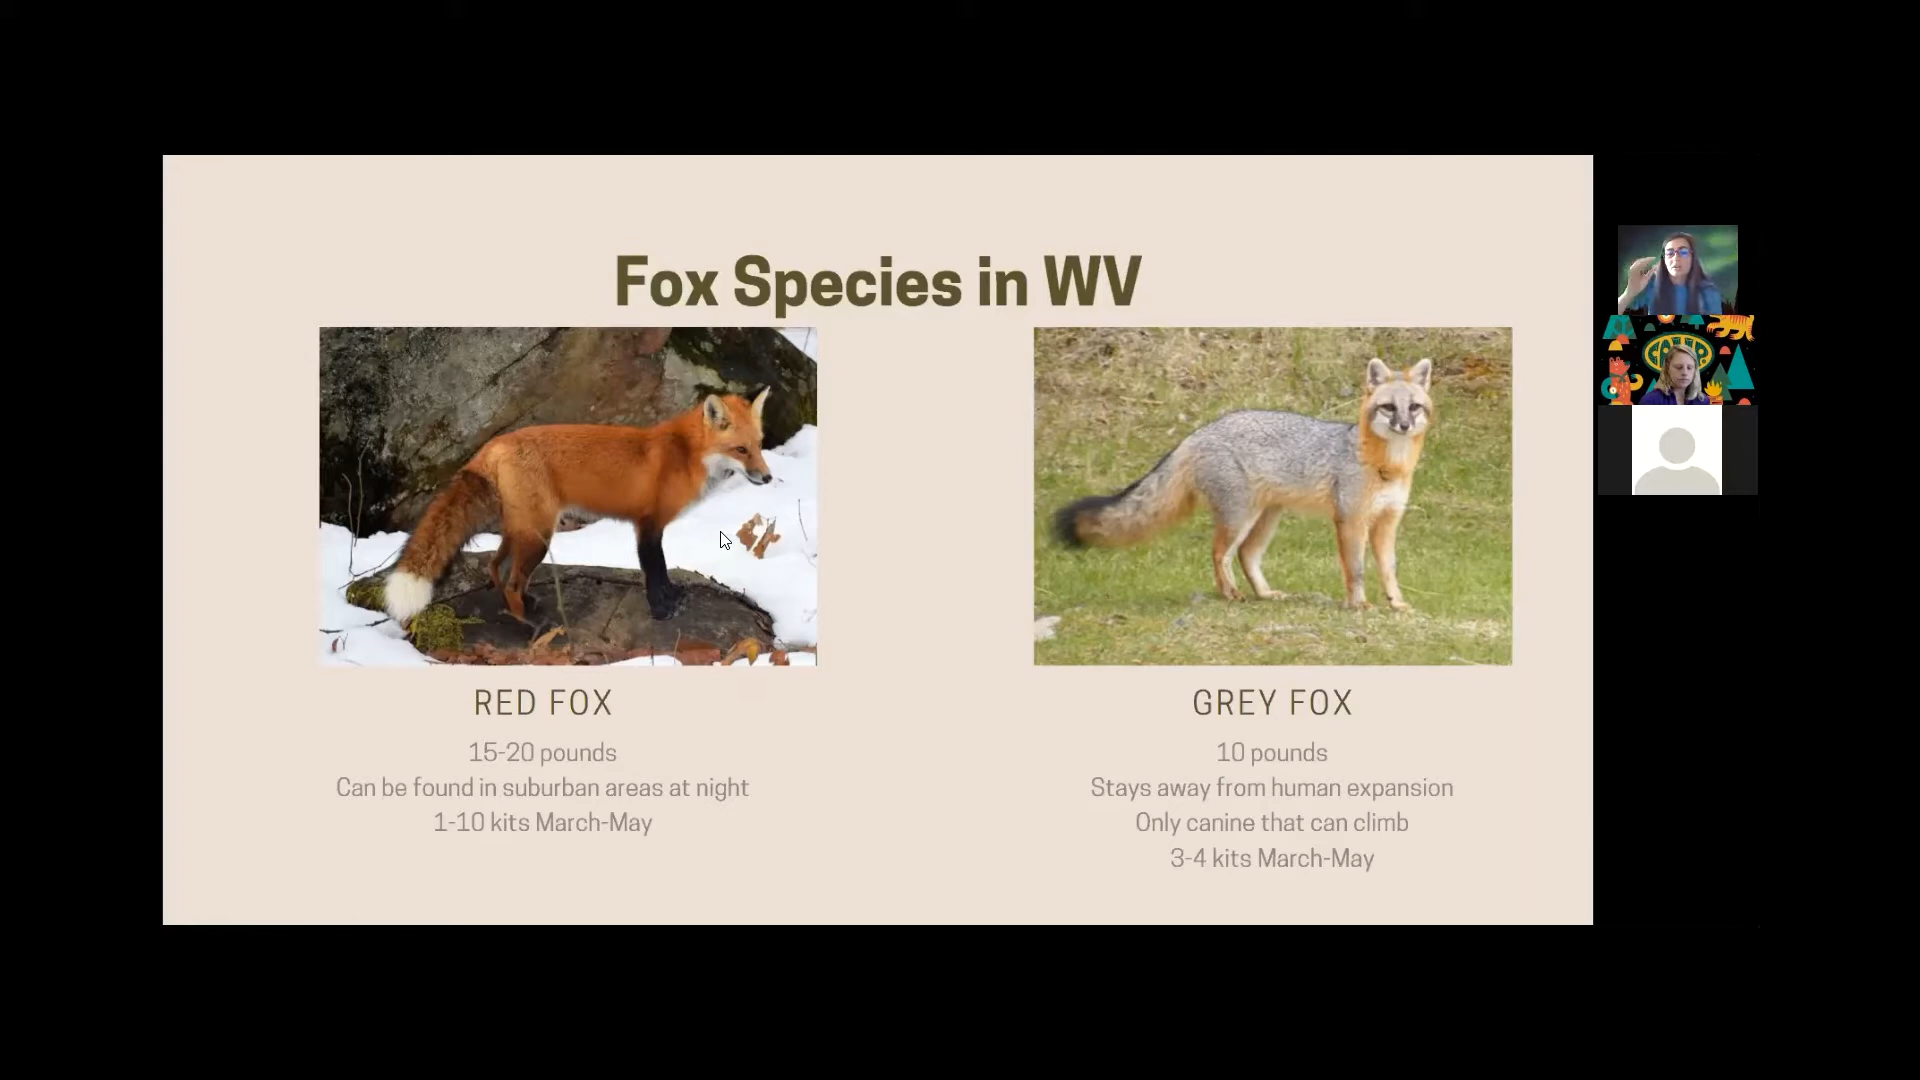 Fox Species in WV
RED FOX
15-20 pounds
Can be found in suburban areas at night
1-10 kits March-May
GREY FOX
10 pounds
Stays away from human expansion
Only canine that can climb
3-4 kits March-May